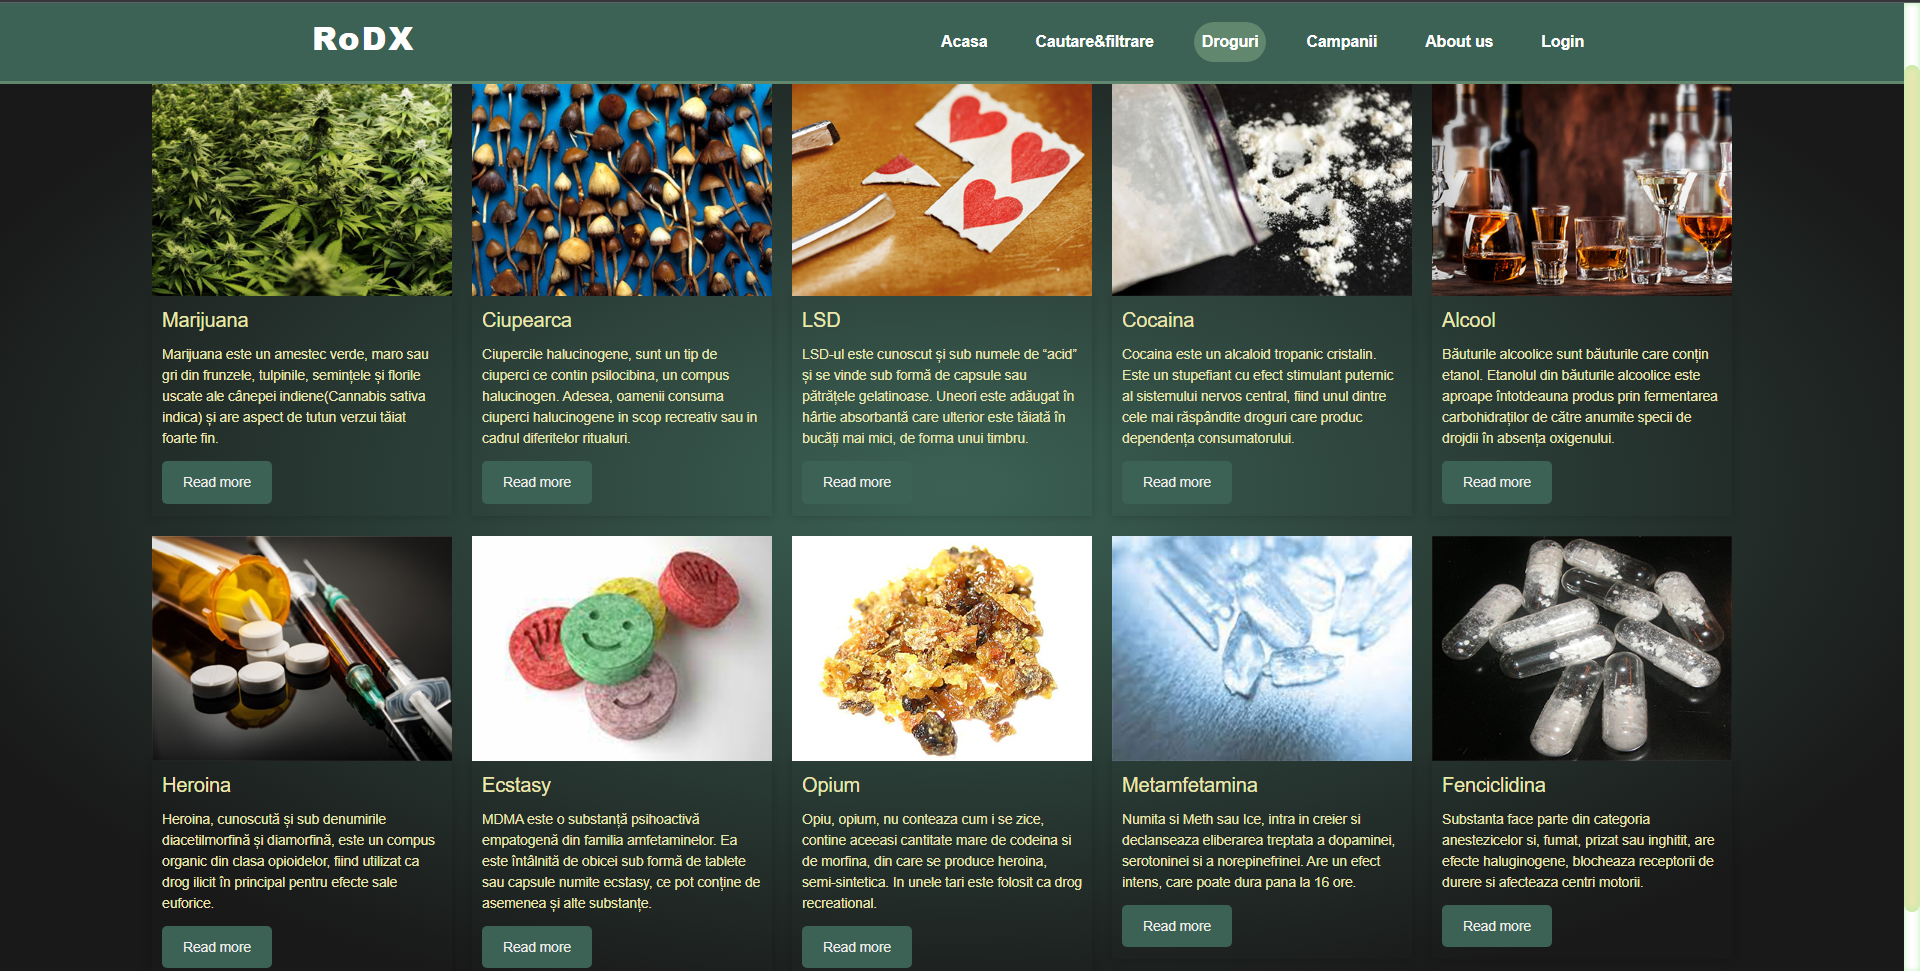 RoDX
Acasa
Cautare&filtrare
Droguri
Campanii
About us
Login
Marijuana
Marijuana este un amestec verde, maro sau
gri din frunzele, tulpinile, semințele și florile
uscate ale cânepei indiene(Cannabis sativa
indica) și are aspect de tutun verzui tăiat
foarte fin.
Read more
Ciupearca
Ciupercile halucinogene, sunt un tip de
ciuperci ce contin psilocibina, un compus
halucinogen. Adesea, oamenii consuma
ciuperci halucinogene in scop recreativ sau in
cadrul diferitelor ritualuri.
Read more
LSD
LSD-ul este cunoscut și sub numele de “acid”
și se vinde sub formă de capsule sau
pătrățele gelatinoase. Uneori este adăugat în
hârtie absorbantă care ulterior este tăiată în
bucăți mai mici, de forma unui timbru.
Read more
Cocaina
Cocaina este un alcaloid tropanic cristalin.
Este un stupefiant cu efect stimulant puternic
al sistemului nervos central, fiind unul dintre
cele mai răspândite droguri care produc
dependența consumatorului.
Read more
Alcool
Băuturile alcoolice sunt băuturile care conțin
etanol. Etanolul din băuturile alcoolice este
aproape întotdeauna produs prin fermentarea
carbohidraților de către anumite specii de
drojdii în absența oxigenului.
Read more
Heroina
Heroina, cunoscută și sub denumirile
diacetilmorfină și diamorfină, este un compus
organic din clasa opioidelor, fiind utilizat ca
drog ilicit în principal pentru efecte sale
euforice.
Read more
Ecstasy
MDMA este o substanță psihoactivă
empatogenă din familia amfetaminelor. Ea
este întâlnită de obicei sub formă de tablete
sau capsule numite ecstasy, ce pot conține de
asemenea și alte substanțe.
Read more
Opium
Opiu, opium, nu conteaza cum i se zice,
contine aceeasi cantitate mare de codeina si
de morfina, din care se produce heroina,
semi-sintetica. In unele tari este folosit ca drog
recreational.
Read more
Metamfetamina
Numita si Meth sau Ice, intra in creier si
declanseaza eliberarea treptata a dopaminei,
serotoninei si a norepinefrinei. Are un efect
intens, care poate dura pana la 16 ore.
Read more
Fenciclidina
Substanta face parte din categoria
anestezicelor si, fumat, prizat sau inghitit, are
efecte haluginogene, blocheaza receptorii de
durere si afecteaza centri motorii.
Read more